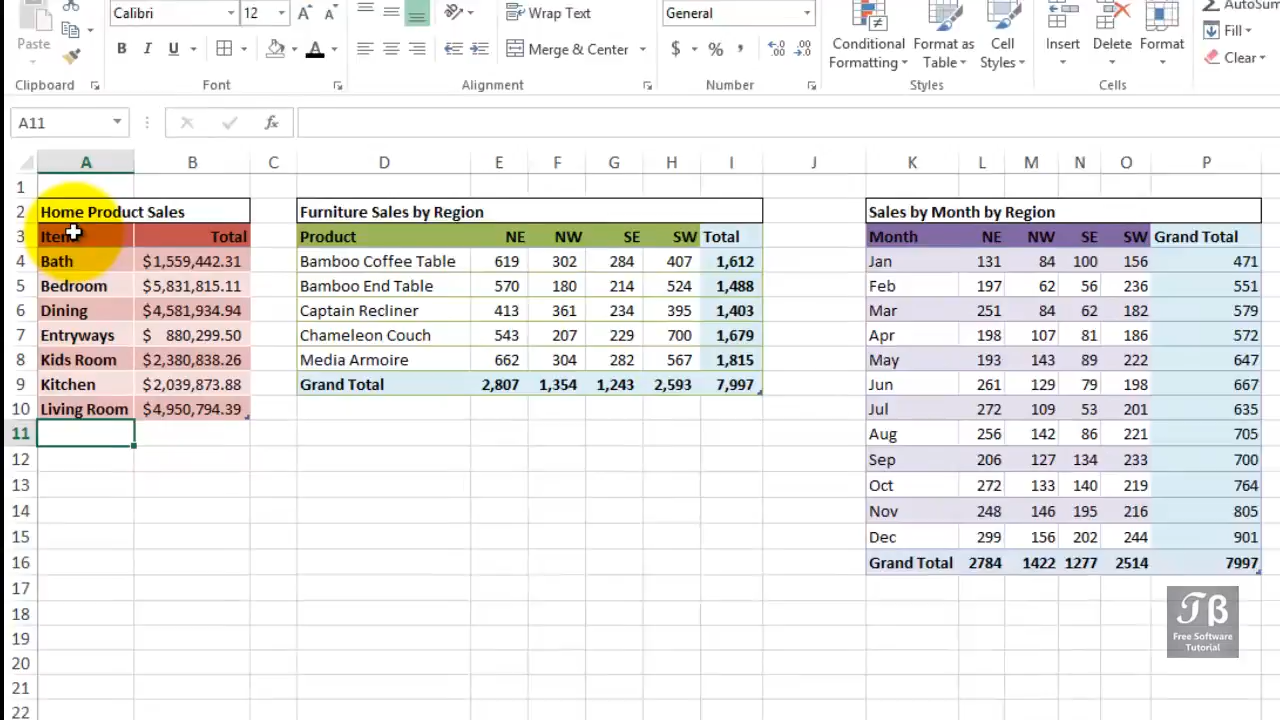 Calibri 12 Wrap Text General AutoSum
Paste B I U Merge & Center $ % , Conditional Formatting Format as Table Cell Styles Insert Delete Format Fill Clear
Clipboard Font Alignment Number Styles Cells
A11 fx
A B C D E F G H I J K L M N O P
1
2 Home Product Sales Furniture Sales by Region Sales by Month by Region
3 Item Total Product NE NW SE SW Total Month NE NW SE SW Grand Total
4 Bath $1,559,442.31 Bamboo Coffee Table 619 302 284 407 1,612 Jan 131 84 100 156 471
5 Bedroom $5,831,815.11 Bamboo End Table 570 180 214 524 1,488 Feb 197 62 56 236 551
6 Dining $4,581,934.94 Captain Recliner 413 361 234 395 1,403 Mar 251 84 62 182 579
7 Entryways $ 880,299.50 Chameleon Couch 543 207 229 700 1,679 Apr 198 107 81 186 572
8 Kids Room $2,380,838.26 Media Armoire 662 304 282 567 1,815 May 193 143 89 222 647
9 Kitchen $2,039,873.88 Grand Total 2,807 1,354 1,243 2,593 7,997 Jun 261 129 79 198 667
10 Living Room $4,950,794.39 Jul 272 109 53 201 635
11 Aug 256 142 86 221 705
12 Sep 206 127 134 233 700
13 Oct 272 133 140 219 764
14 Nov 248 146 195 216 805
15 Dec 299 156 202 244 901
16 Grand Total 2784 1422 1277 2514 7997
17
18
19
20
21
22
Tβ
Free Software
Tutorial